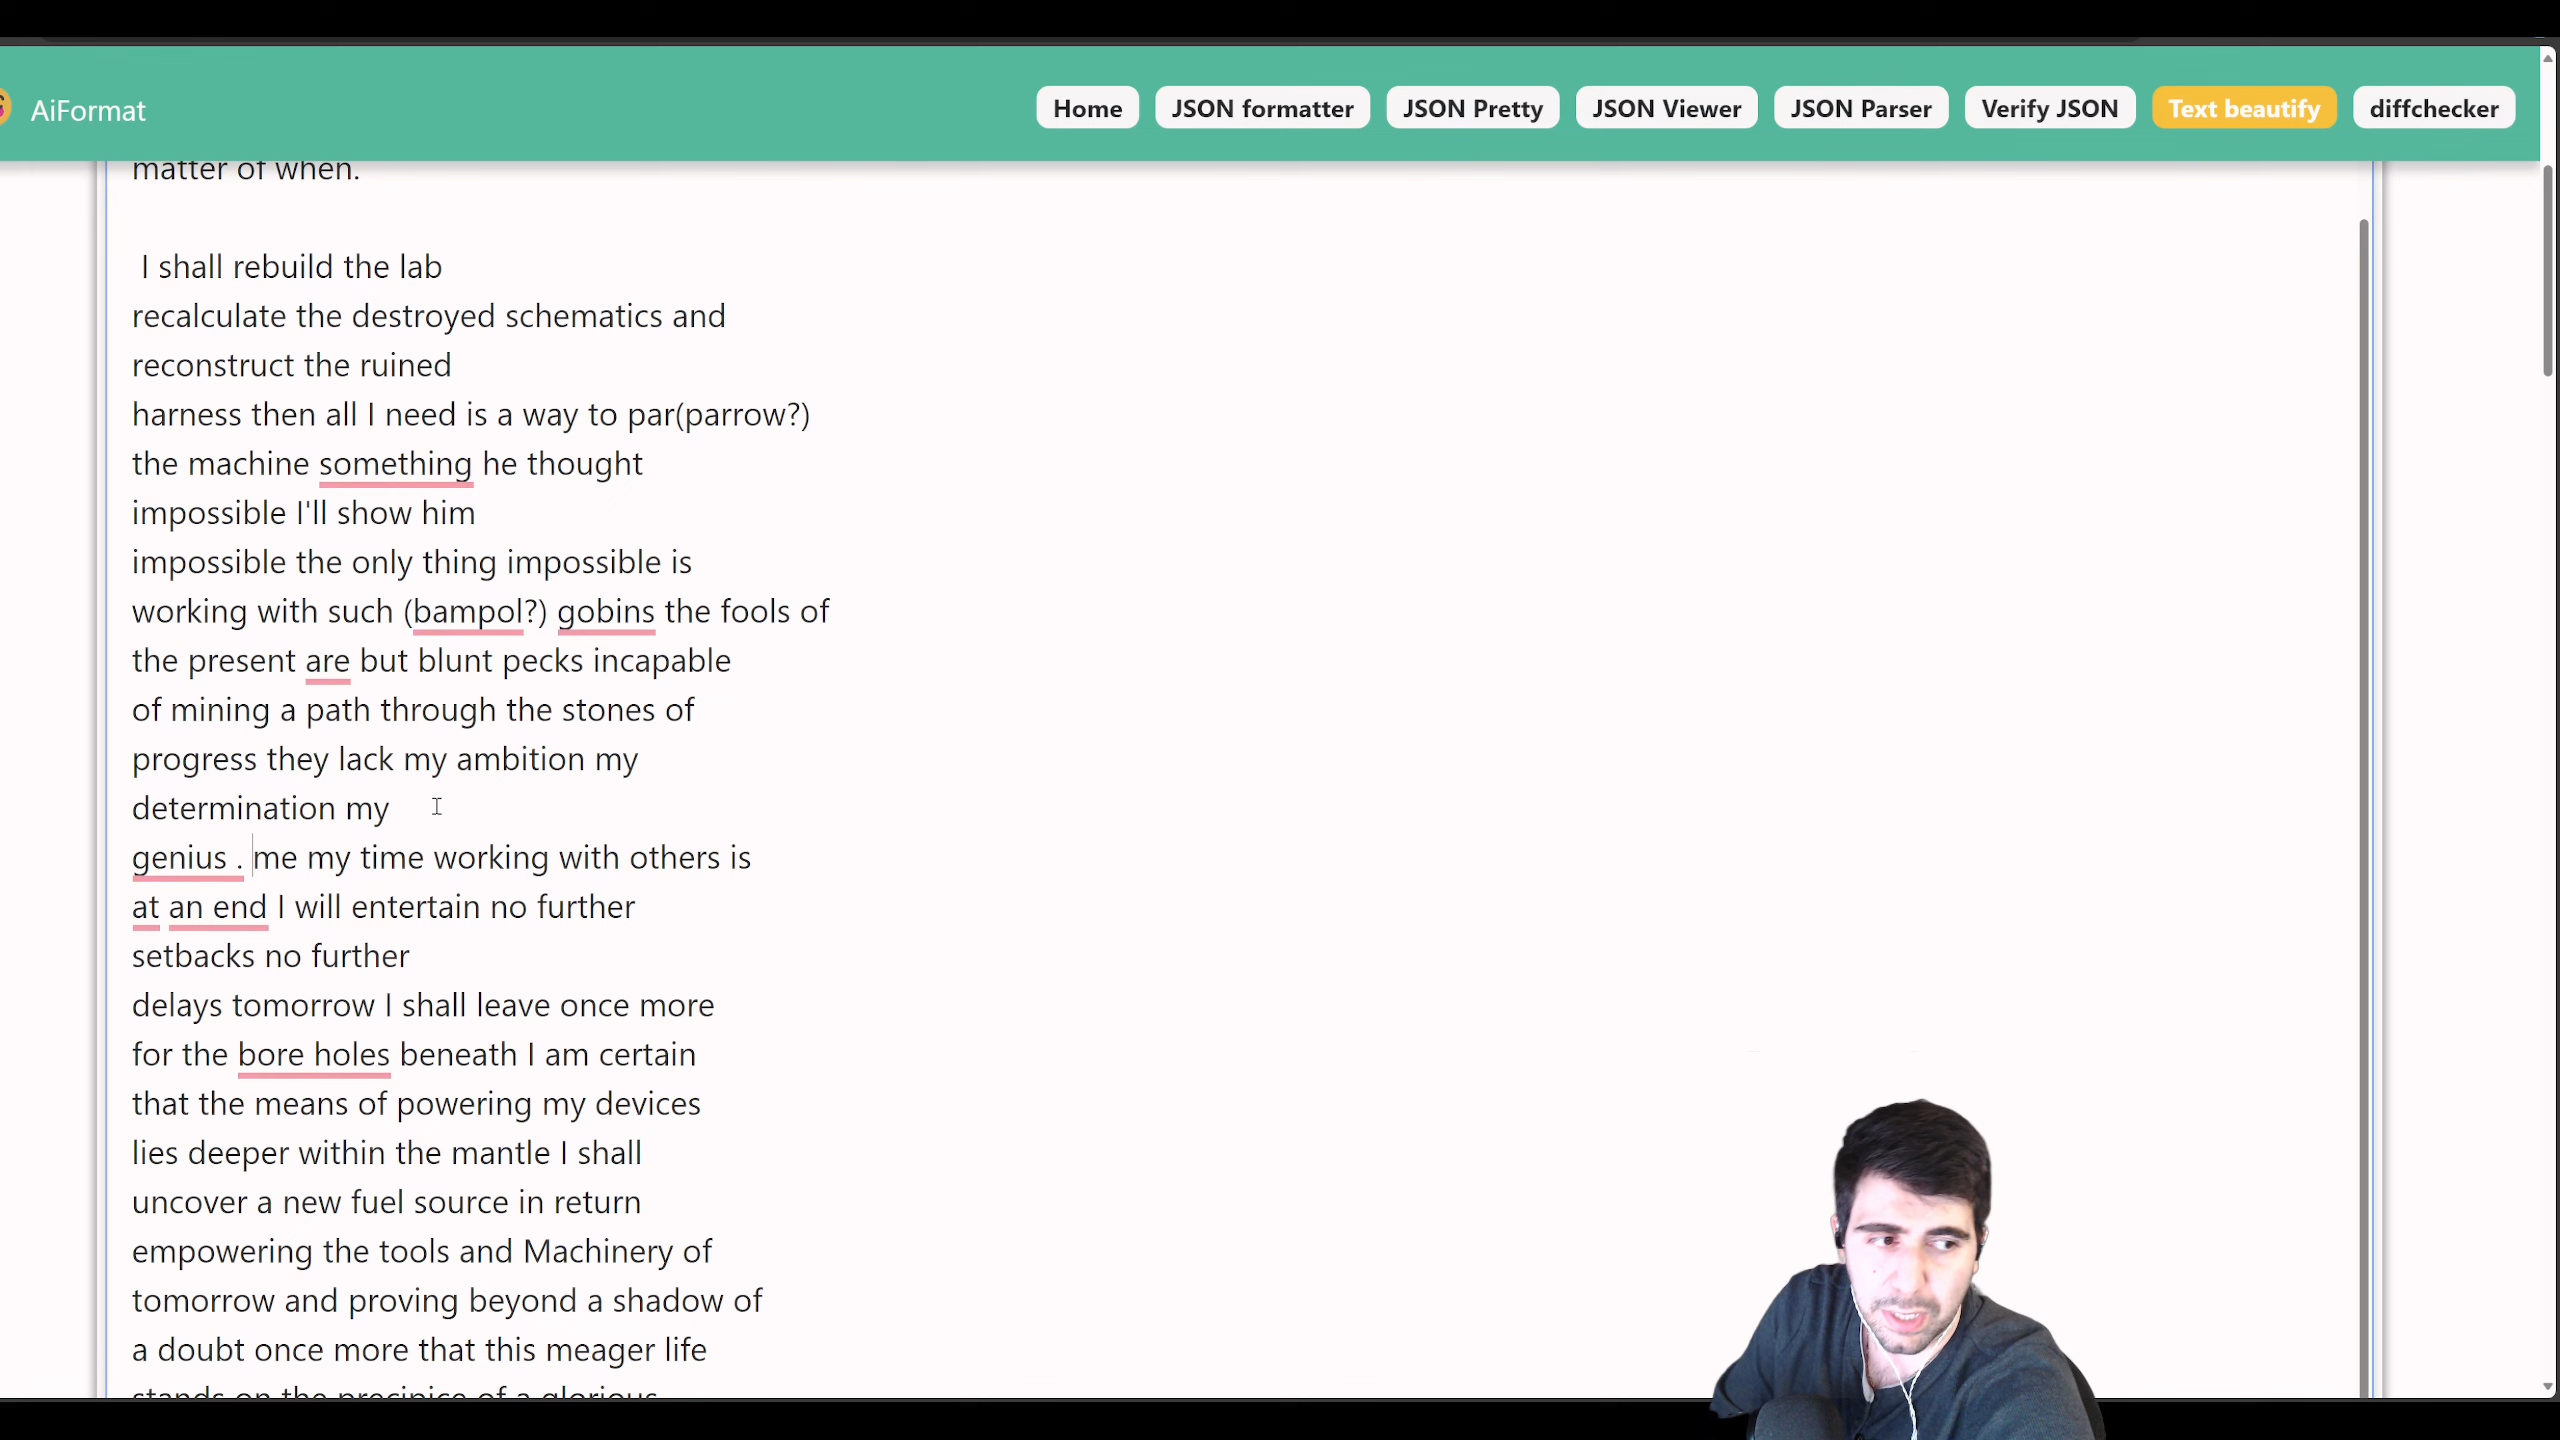 AiFormat
Home
JSON formatter
JSON Pretty
JSON Viewer
JSON Parser
Verify JSON
Text beautify
diffchecker
matter of when.
I shall rebuild the lab
recalculate the destroyed schematics and
reconstruct the ruined
harness then all I need is a way to par(parrow?)
the machine something he thought
impossible I'll show him
impossible the only thing impossible is
working with such (bampol?) gobins the fools of
the present are but blunt pecks incapable
of mining a path through the stones of
progress they lack my ambition my
determination my
genius . me my time working with others is
at an end I will entertain no further
setbacks no further
delays tomorrow I shall leave once more
for the bore holes beneath I am certain
that the means of powering my devices
lies deeper within the mantle I shall
uncover a new fuel source in return
empowering the tools and Machinery of
tomorrow and proving beyond a shadow of
a doubt once more that this meager life
stands on the precipice of a glorious